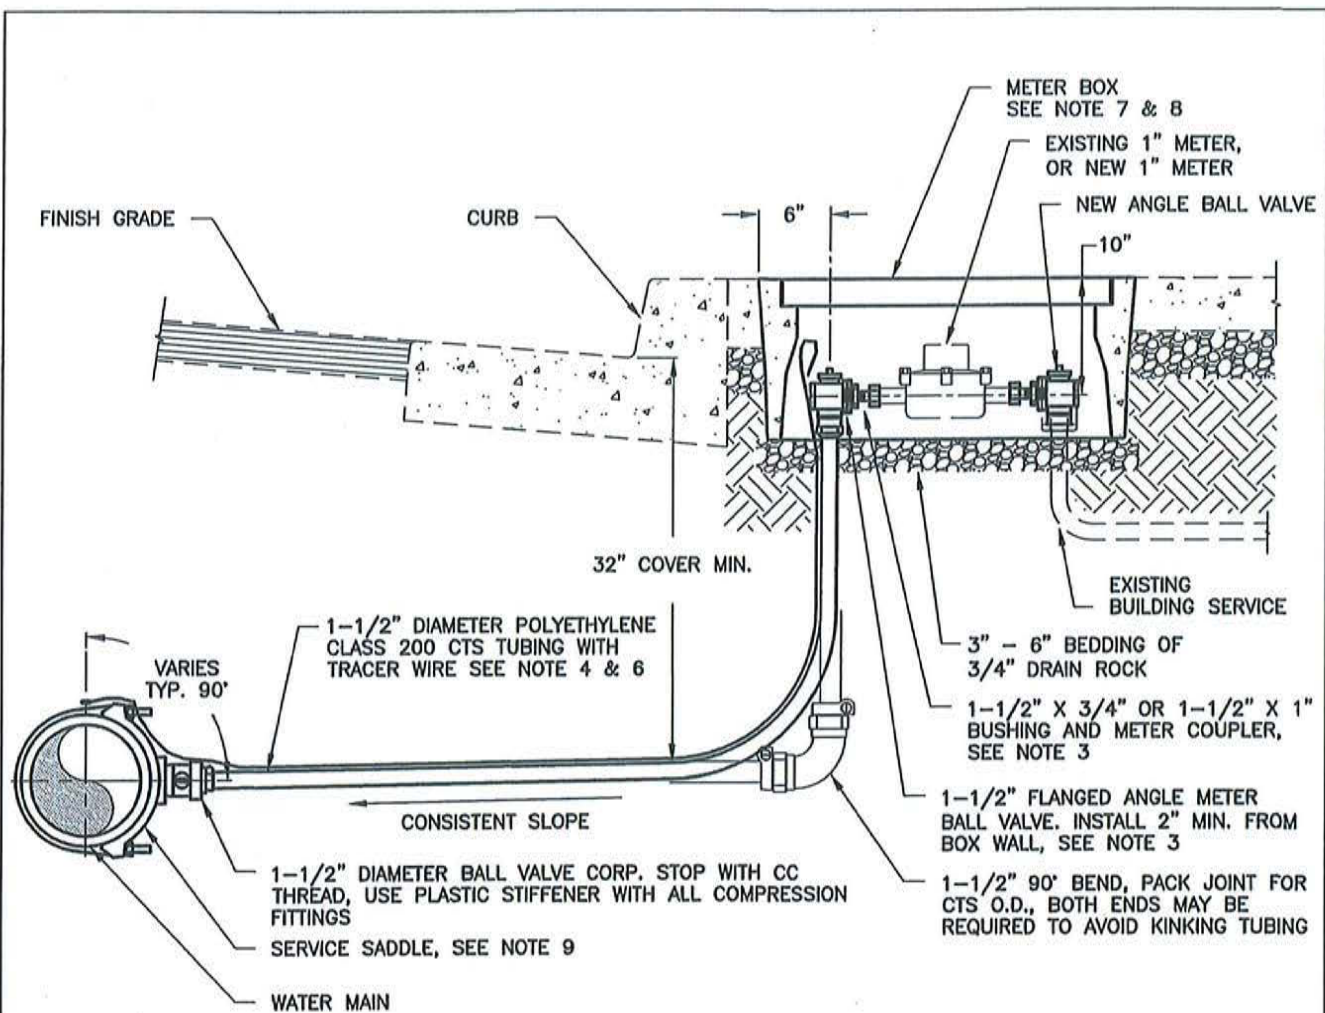 METER BOX
SEE NOTE 7 & 8
EXISTING 1" METER,
OR NEW 1" METER
FINISH GRADE
CURB
6"
NEW ANGLE BALL VALVE
10"
32" COVER MIN.
EXISTING
BUILDING SERVICE
1-1/2" DIAMETER POLYETHYLENE
CLASS 200 CTS TUBING WITH
TRACER WIRE SEE NOTE 4 & 6
3" - 6" BEDDING OF
3/4" DRAIN ROCK
VARIES
TYP. 90°
1-1/2" X 3/4" OR 1-1/2" X 1"
BUSHING AND METER COUPLER,
SEE NOTE 3
CONSISTENT SLOPE
1-1/2" FLANGED ANGLE METER
BALL VALVE. INSTALL 2" MIN. FROM
BOX WALL, SEE NOTE 3
1-1/2" DIAMETER BALL VALVE CORP. STOP WITH CC
THREAD, USE PLASTIC STIFFENER WITH ALL COMPRESSION
FITTINGS
1-1/2" 90° BEND, PACK JOINT FOR
CTS O.D., BOTH ENDS MAY BE
REQUIRED TO AVOID KINKING TUBING
SERVICE SADDLE, SEE NOTE 9
WATER MAIN